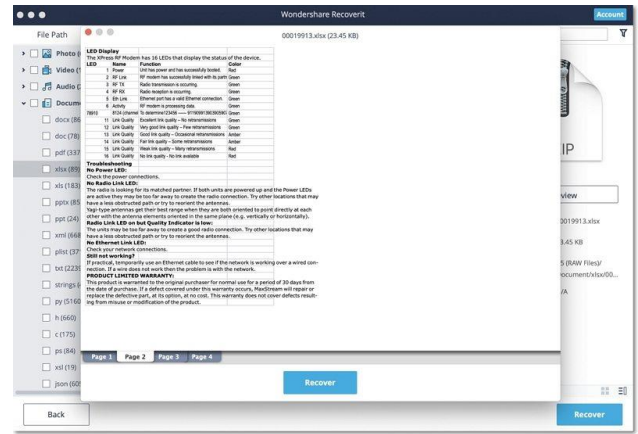 Wondershare Recoverit
Account
File Path
00019913.xlsx (23.45 KB)
Photo
Video
Audio
Docume
docx (86
doc (78)
pdf (337
xlsx (89)
xls (183)
pptx (85
ppt (24)
xml (668
plist (37
txt (2239
strings (
py (5160
h (660)
c (175)
ps (84)
xsl (19)
json (60
LED Display
The XPress RF Modem has 16 LEDs that display the status of the device.
LED Name Function Color
1 Power Unit has power and has successfully booted. Red
2 RF Link RF modem has successfully linked with its partn Green
3 RF TX Radio transmission is occurring. Green
4 RF RX Radio reception is occurring. Green
5 Eth Link Ethernet port has a valid Ethernet connection. Green
6 Activity RF modem is processing data. Green
11 Link Quality Excellent link quality – No retransmissions Green
12 Link Quality Very good link quality – Few retransmissions Green
13 Link Quality Good link quality – Occasional retransmissions Amber
14 Link Quality Fair link quality – Some retransmissions Amber
15 Link Quality Weak link quality – Many retransmissions Red
16 Link Quality No link quality - No link available Red
Troubleshooting
No Power LED:
Check the power connections.
No Radio Link LED:
The radio is looking for its matched partner. If both units are powered up and the Power LEDs
are active they may be too far away to create the radio connection. Try other locations that may
have a less obstructed path or try to reorient the antennas.
Yagi-type antennas get their best range when they are both oriented to point directly at each
other with the antenna elements oriented in the same plane (e.g. vertically or horizontally).
Radio Link LED on but Quality Indicator is low:
The units may be too far away to create a good radio connection. Try other locations that may
have a less obstructed path or try to reorient the antennas.
No Ethernet Link LED:
Check your network connections.
Still not working?
If practical, temporarily use an Ethernet cable to see if the network is working over a wired con-
nection. If a wire does not work then the problem is with the network.
PRODUCT LIMITED WARRANTY:
This product is warranted to the original purchaser for normal use for a period of 30 days from
the date of purchase. If a defect covered under this warranty occurs, MaxStream will repair or
replace the defective part, at its option, at no cost. This warranty does not cover defects result-
ing from misuse or modification of the product.
Page 1 Page 2 Page 3 Page 4
Recover
IP
view
0019913.xlsx
3.45 KB
5 (RAW Files)/
ocument/xlsx/00...
/A
Back
Recover